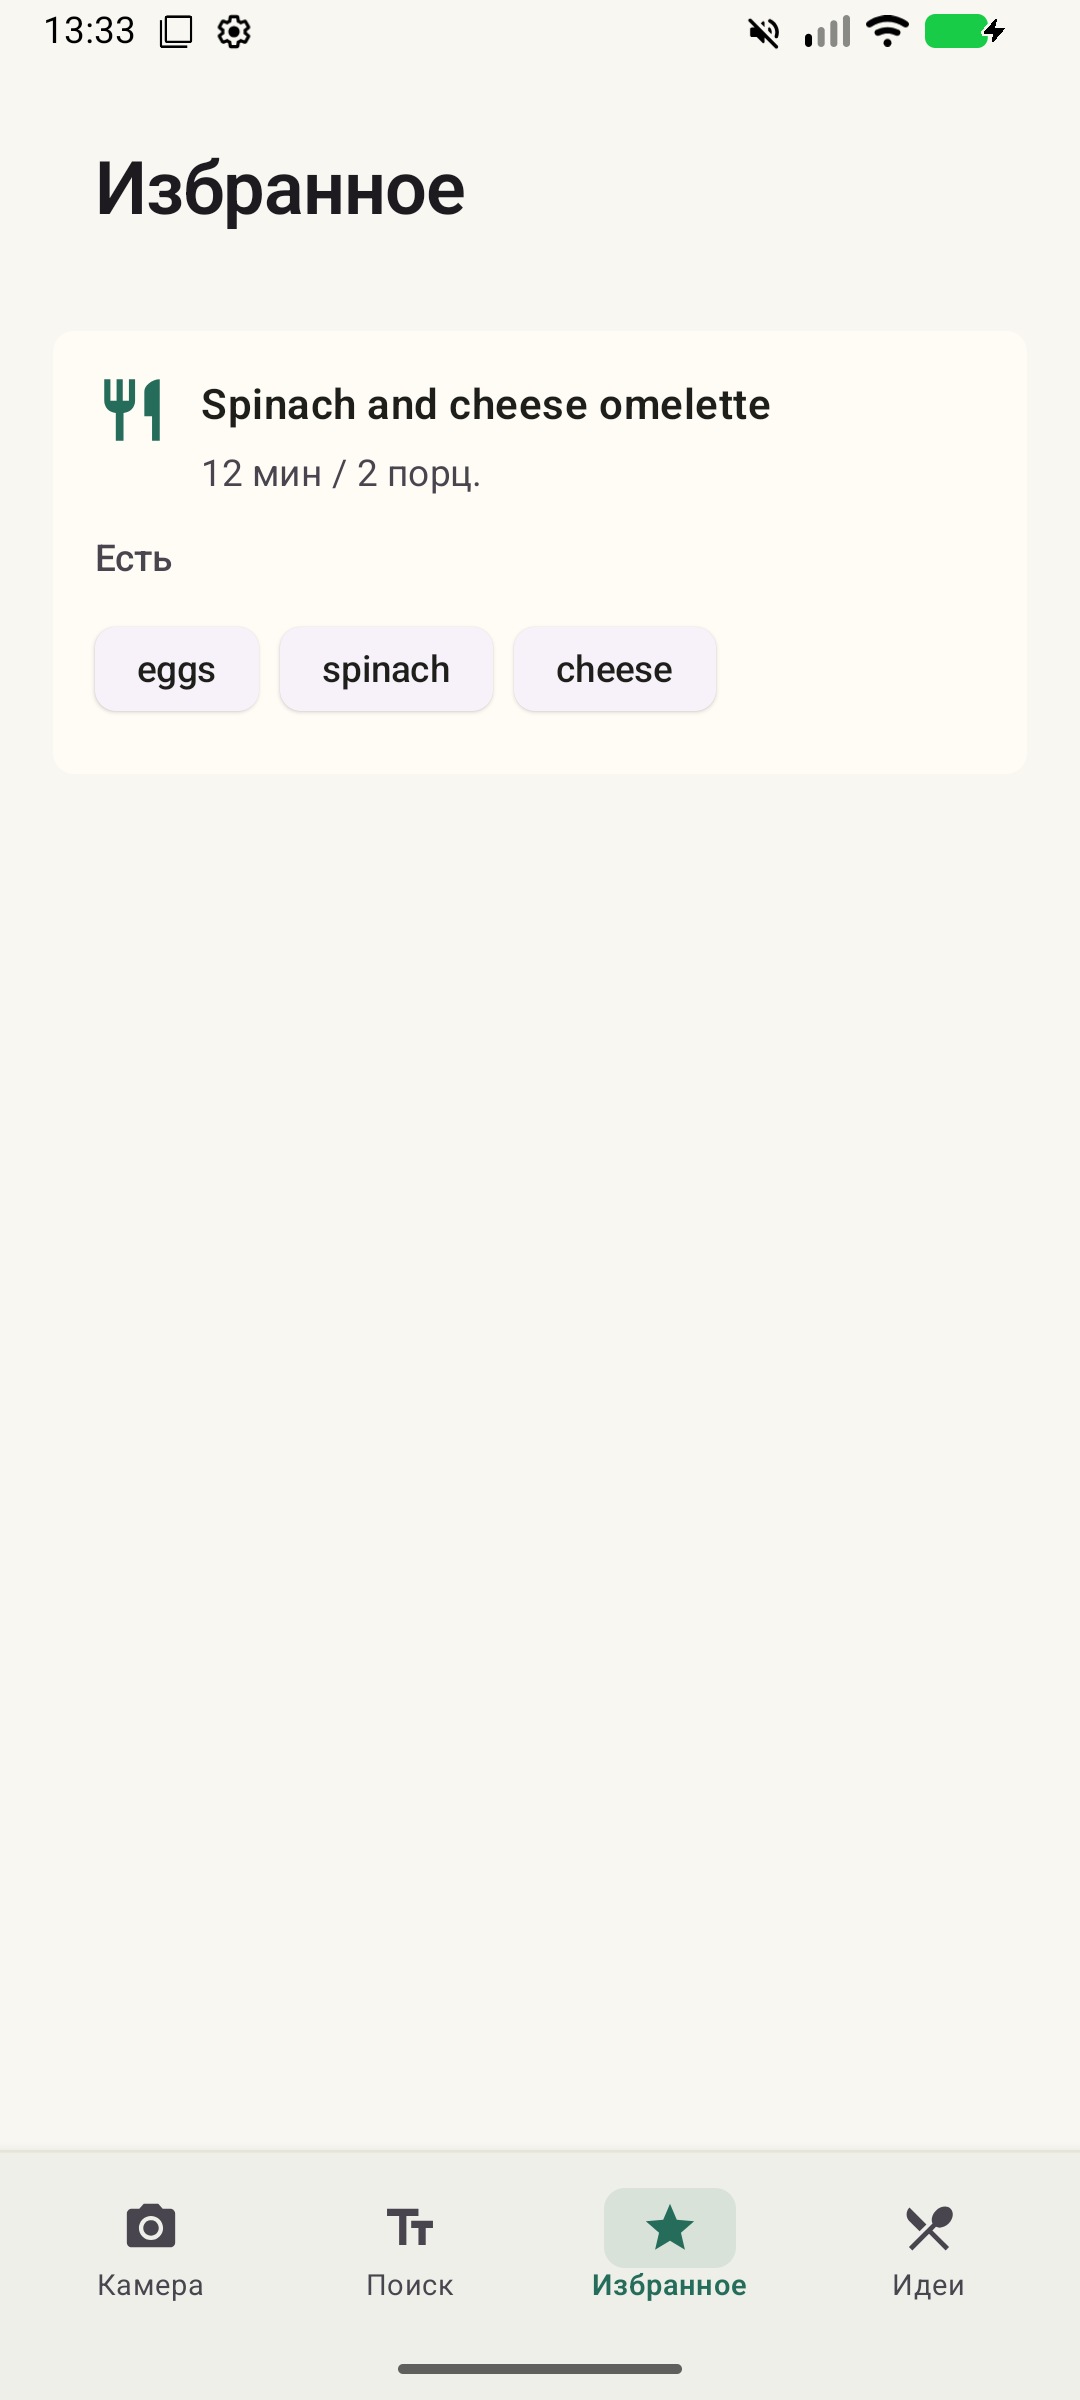 13:33
Избранное
Spinach and cheese omelette
12 мин / 2 порц.
Есть
eggs spinach cheese
Камера Поиск Избранное Идеи